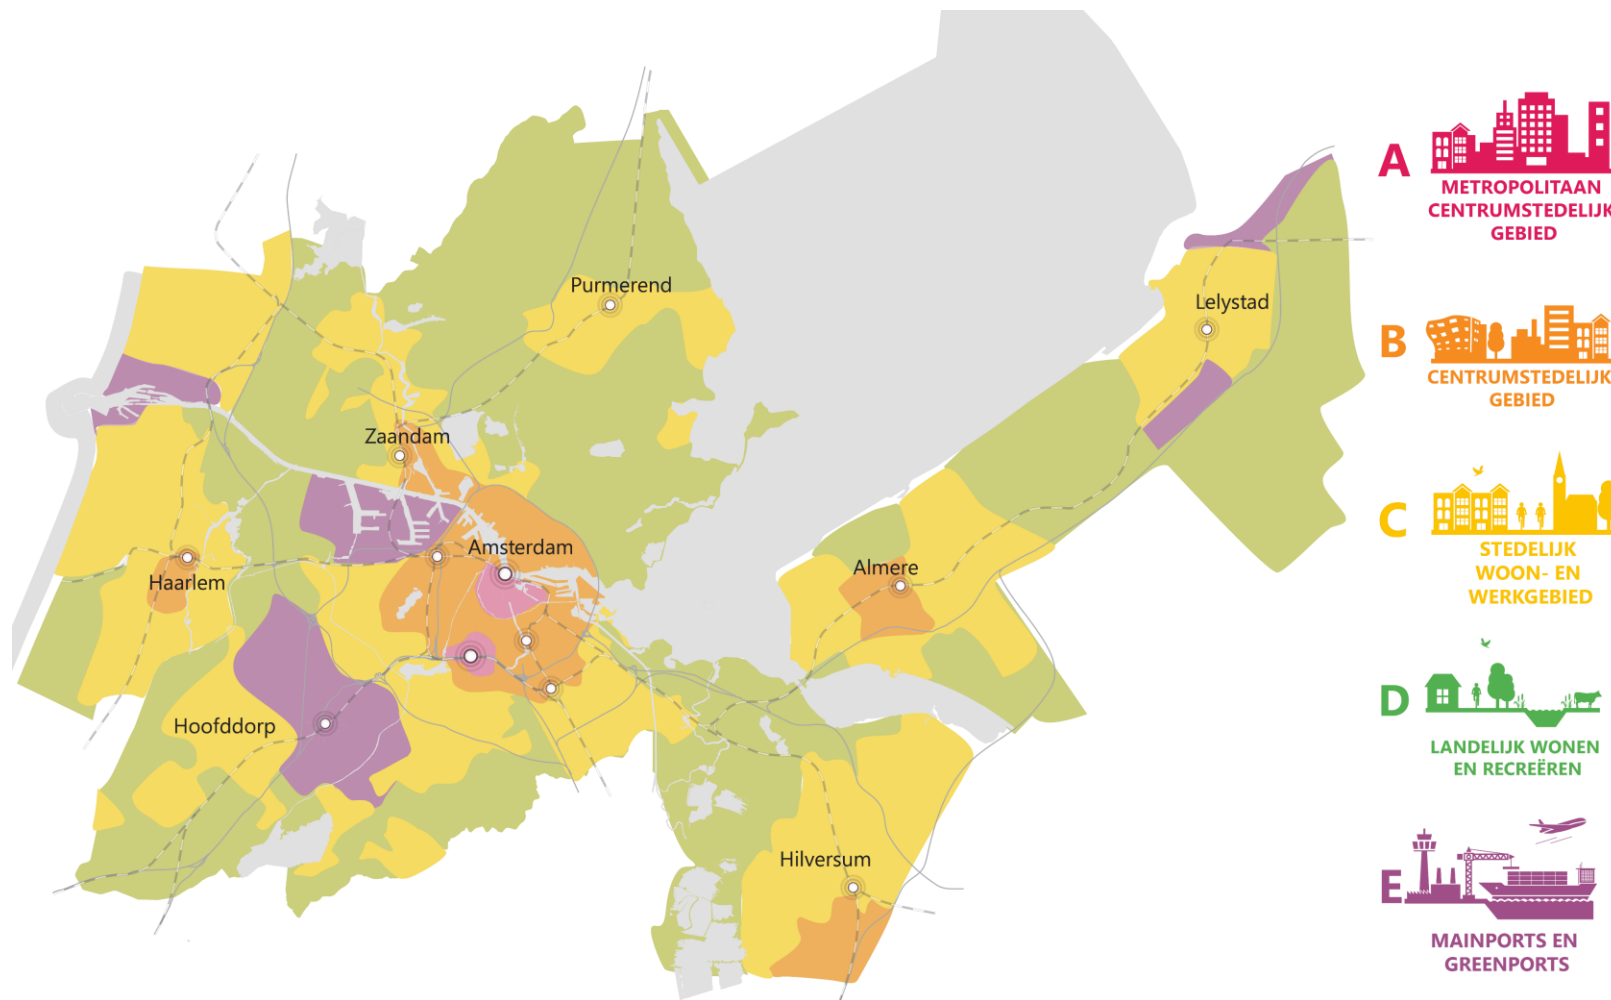 Purmerend
Lelystad
Zaandam
Amsterdam
Haarlem
Almere
Hoofddorp
Hilversum
A
METROPOLITAAN
CENTRUMSTEDELIJK
GEBIED
B
CENTRUMSTEDELIJK
GEBIED
C
STEDELIJK
WOON- EN
WERKGEBIED
D
LANDELIJK WONEN
EN RECREËREN
E
MAINPORTS EN
GREENPORTS